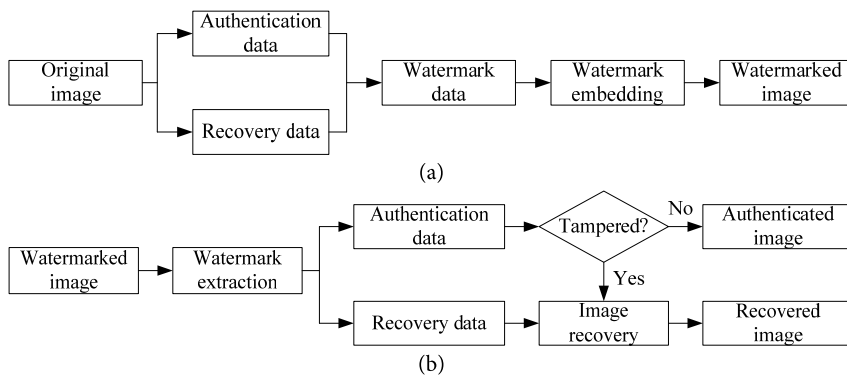 Original
image
Authentication
data
Recovery data
Watermark
data
Watermark
embedding
Watermarked
image
(a)
Watermarked
image
Watermark
extraction
Authentication
data
Tampered?
No
Authenticated
image
Yes
Recovery data
Image
recovery
Recovered
image
(b)